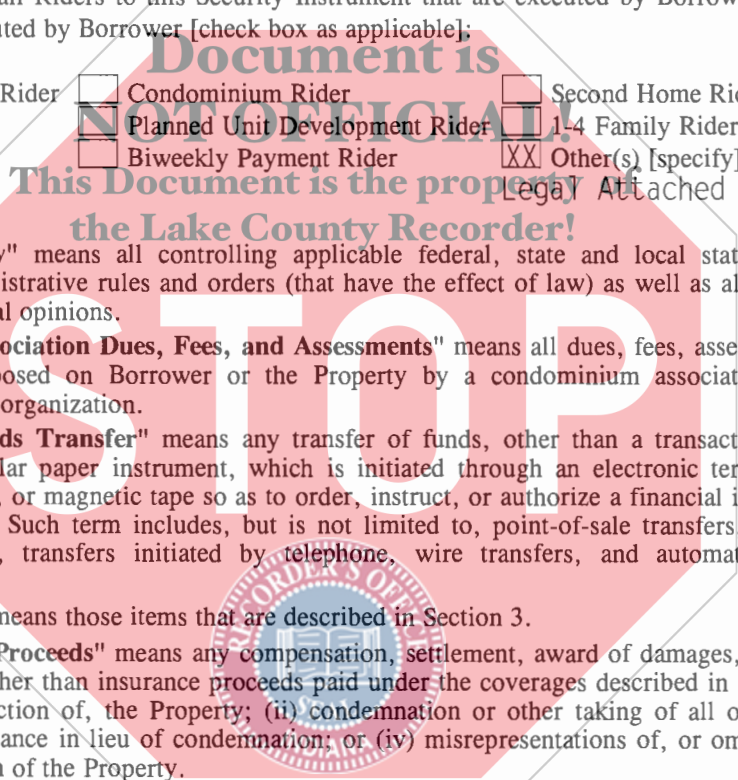 an Riders to this Security Instrument that are executed by Borrow
uted by Borrower [check box as applicable]:
Document is
Rider Condominium Rider Second Home Ri
NOT OFFICIAL!
Planned Unit Development Rider 1-4 Family Rider
Biweekly Payment Rider XX Other(s) [specify]
This Document is the property of
Legal Attached
the Lake County Recorder!
y" means all controlling applicable federal, state and local stat
istrative rules and orders (that have the effect of law) as well as al
al opinions.
ociation Dues, Fees, and Assessments" means all dues, fees, asse
posed on Borrower or the Property by a condominium associat
organization.
ds Transfer" means any transfer of funds, other than a transact
lar paper instrument, which is initiated through an electronic ter
, or magnetic tape so as to order, instruct, or authorize a financial i
Such term includes, but is not limited to, point-of-sale transfers
, transfers initiated by telephone, wire transfers, and automat
means those items that are described in Section 3.
Proceeds" means any compensation, settlement, award of damages,
her than insurance proceeds paid under the coverages described in
ction of, the Property; (ii) condemnation or other taking of all o
ance in lieu of condemnation; or (iv) misrepresentations of, or om
n of the Property.
STOP
RECORDER'S OFFICE
SEAL
INDIANA